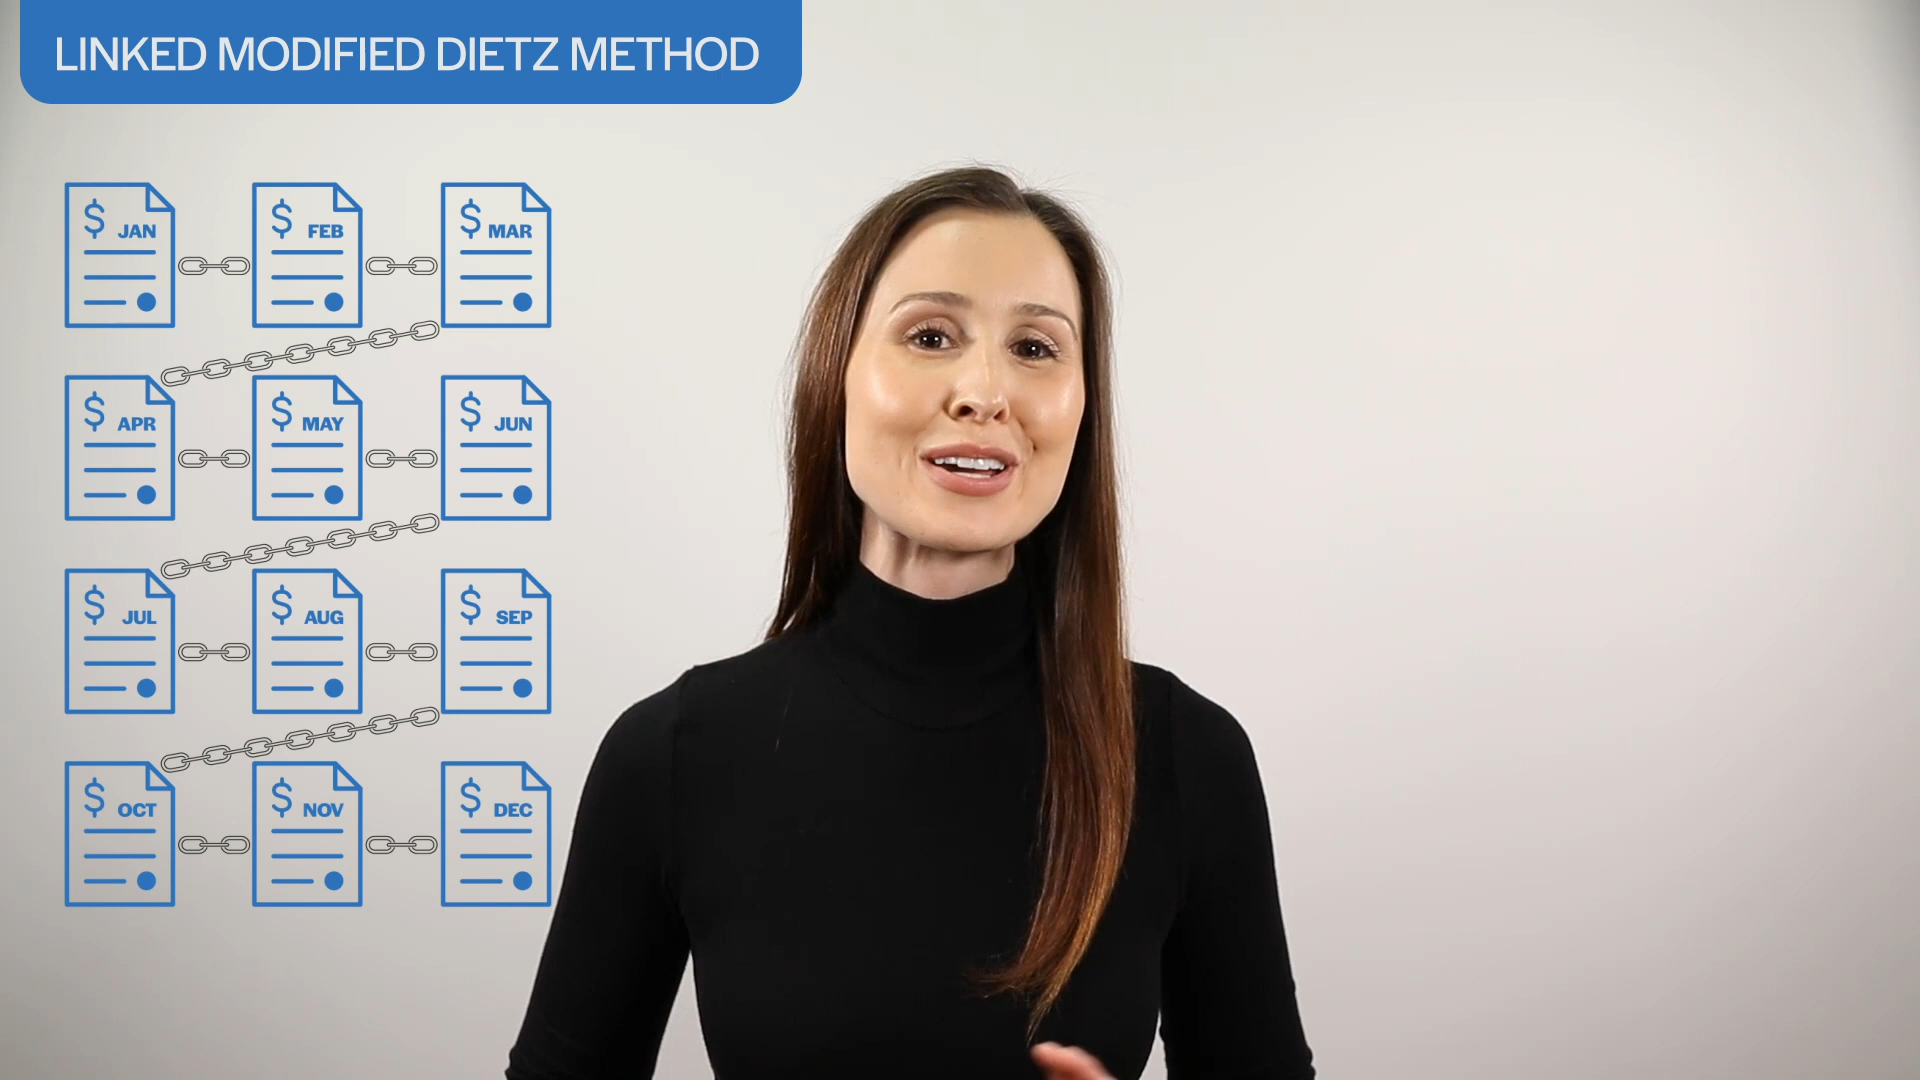 LINKED MODIFIED DIETZ METHOD
$ JAN
$ FEB
$ MAR
$ APR
$ MAY
$ JUN
$ JUL
$ AUG
$ SEP
$ OCT
$ NOV
$ DEC